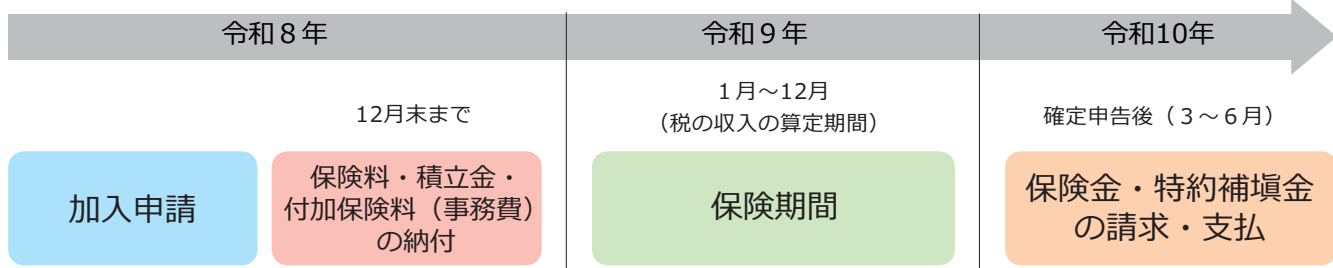 令和８年
令和９年
令和10年
12月末まで
１月～12月
（税の収入の算定期間）
確定申告後（３～６月）
加入申請
保険料・積立金・
付加保険料（事務費）
の納付
保険期間
保険金・特約補塡金
の請求・支払